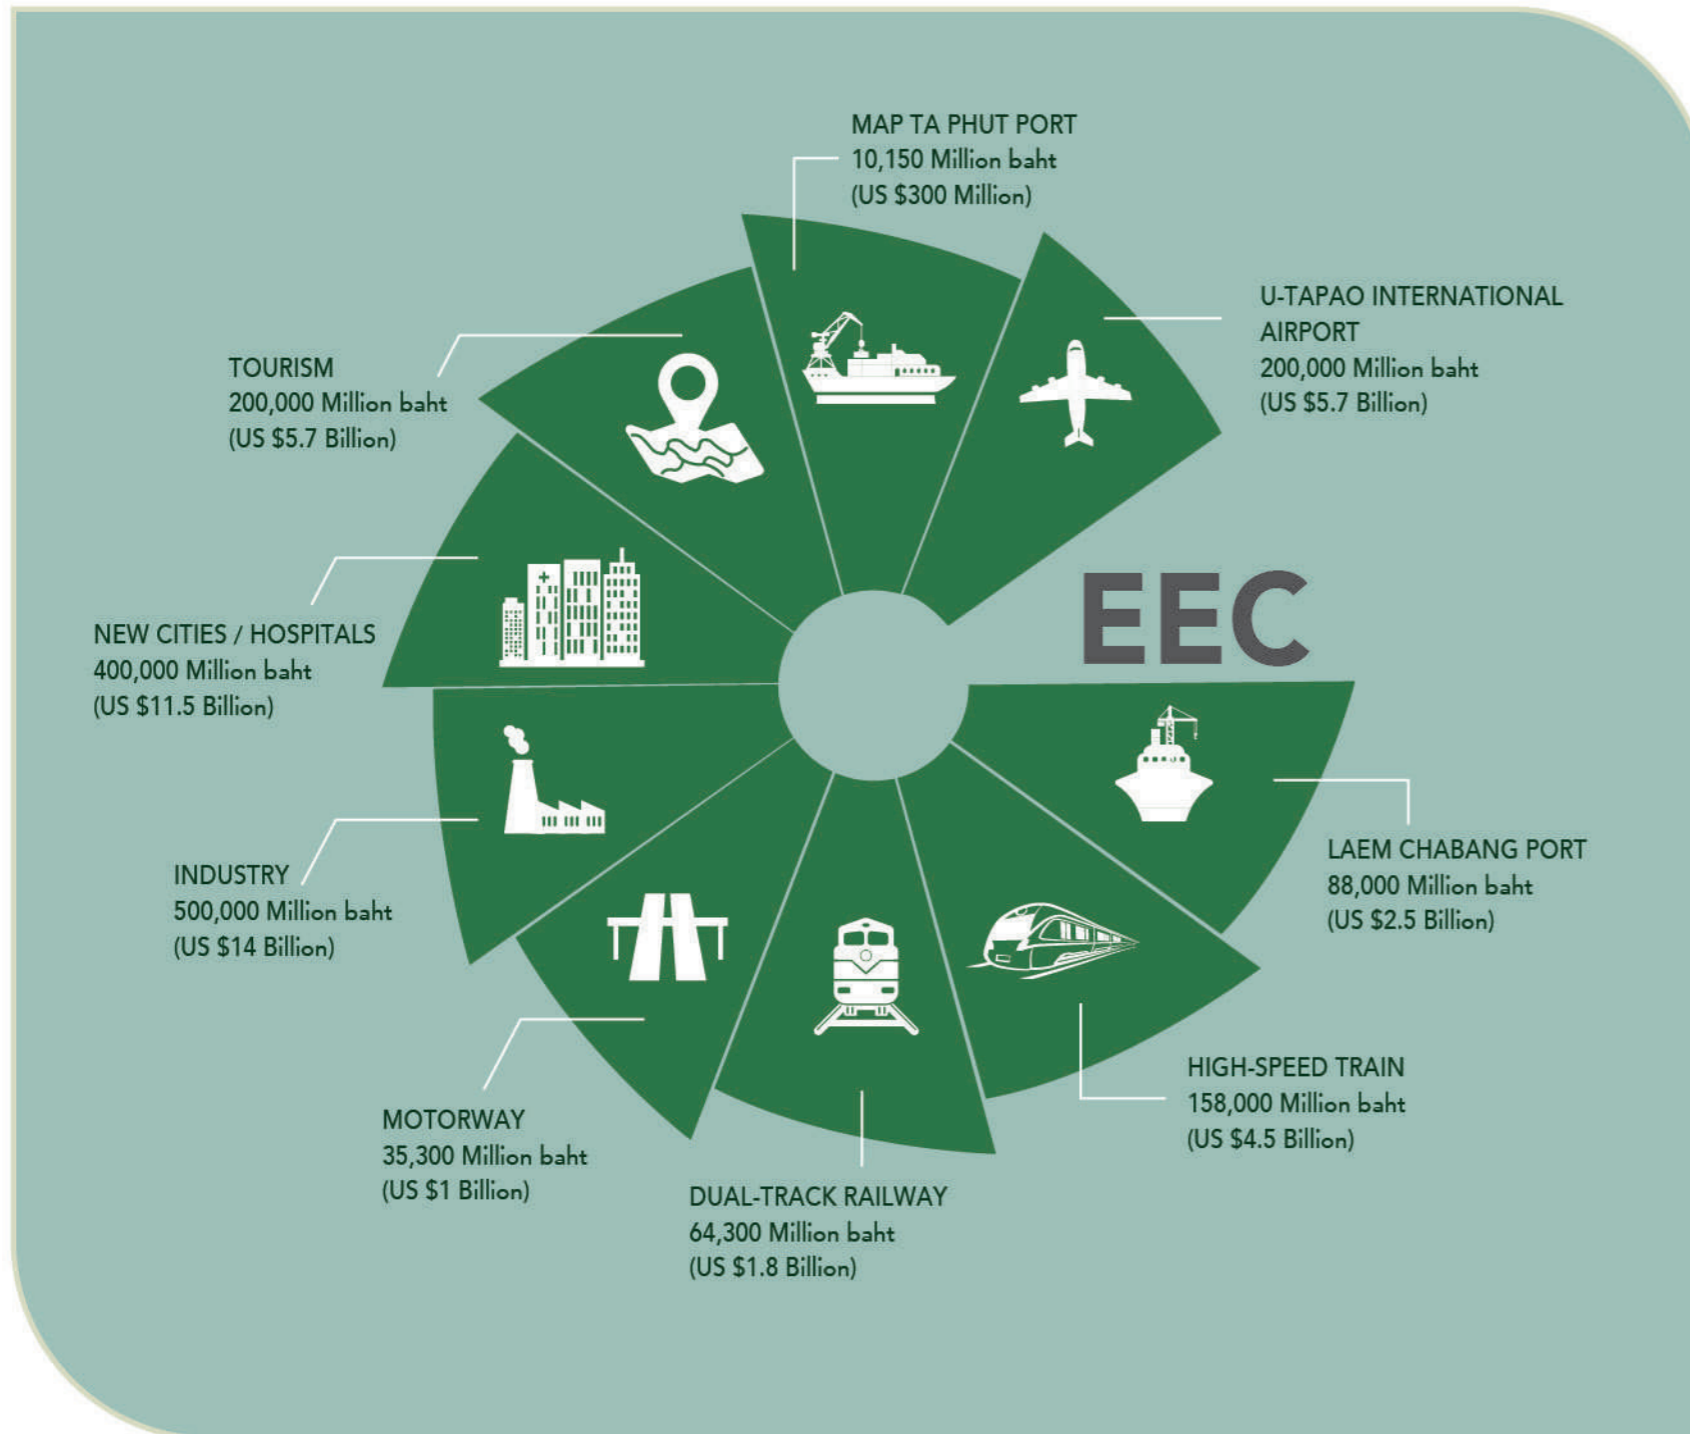 MAP TA PHUT PORT
10,150 Million baht
(US $300 Million)
U-TAPAO INTERNATIONAL
AIRPORT
200,000 Million baht
(US $5.7 Billion)
TOURISM
200,000 Million baht
(US $5.7 Billion)
EEC
NEW CITIES / HOSPITALS
400,000 Million baht
(US $11.5 Billion)
LAEM CHABANG PORT
88,000 Million baht
(US $2.5 Billion)
INDUSTRY
500,000 Million baht
(US $14 Billion)
HIGH-SPEED TRAIN
158,000 Million baht
(US $4.5 Billion)
MOTORWAY
35,300 Million baht
(US $1 Billion)
DUAL-TRACK RAILWAY
64,300 Million baht
(US $1.8 Billion)